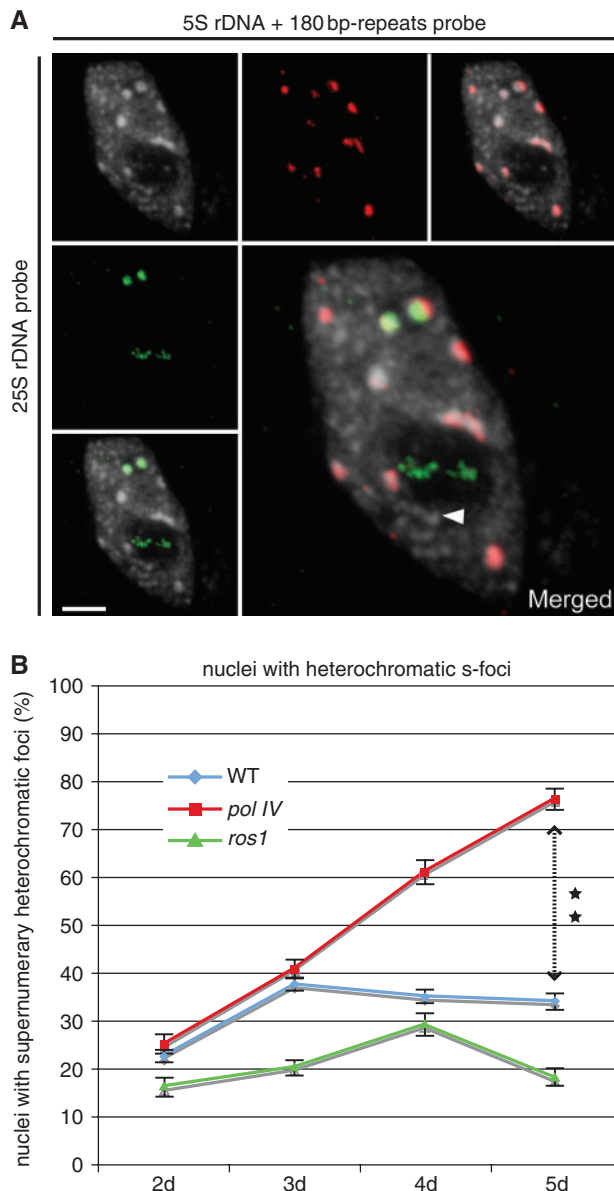 A
5S rDNA + 180 bp-repeats probe
25S rDNA probe
Merged
B
nuclei with heterochromatic s-foci
nuclei with supernumerary heterochromatic foci (%)
100
90
80
70
60
50
40
30
20
10
0
WT
pol IV
ros1
2d 3d 4d 5d